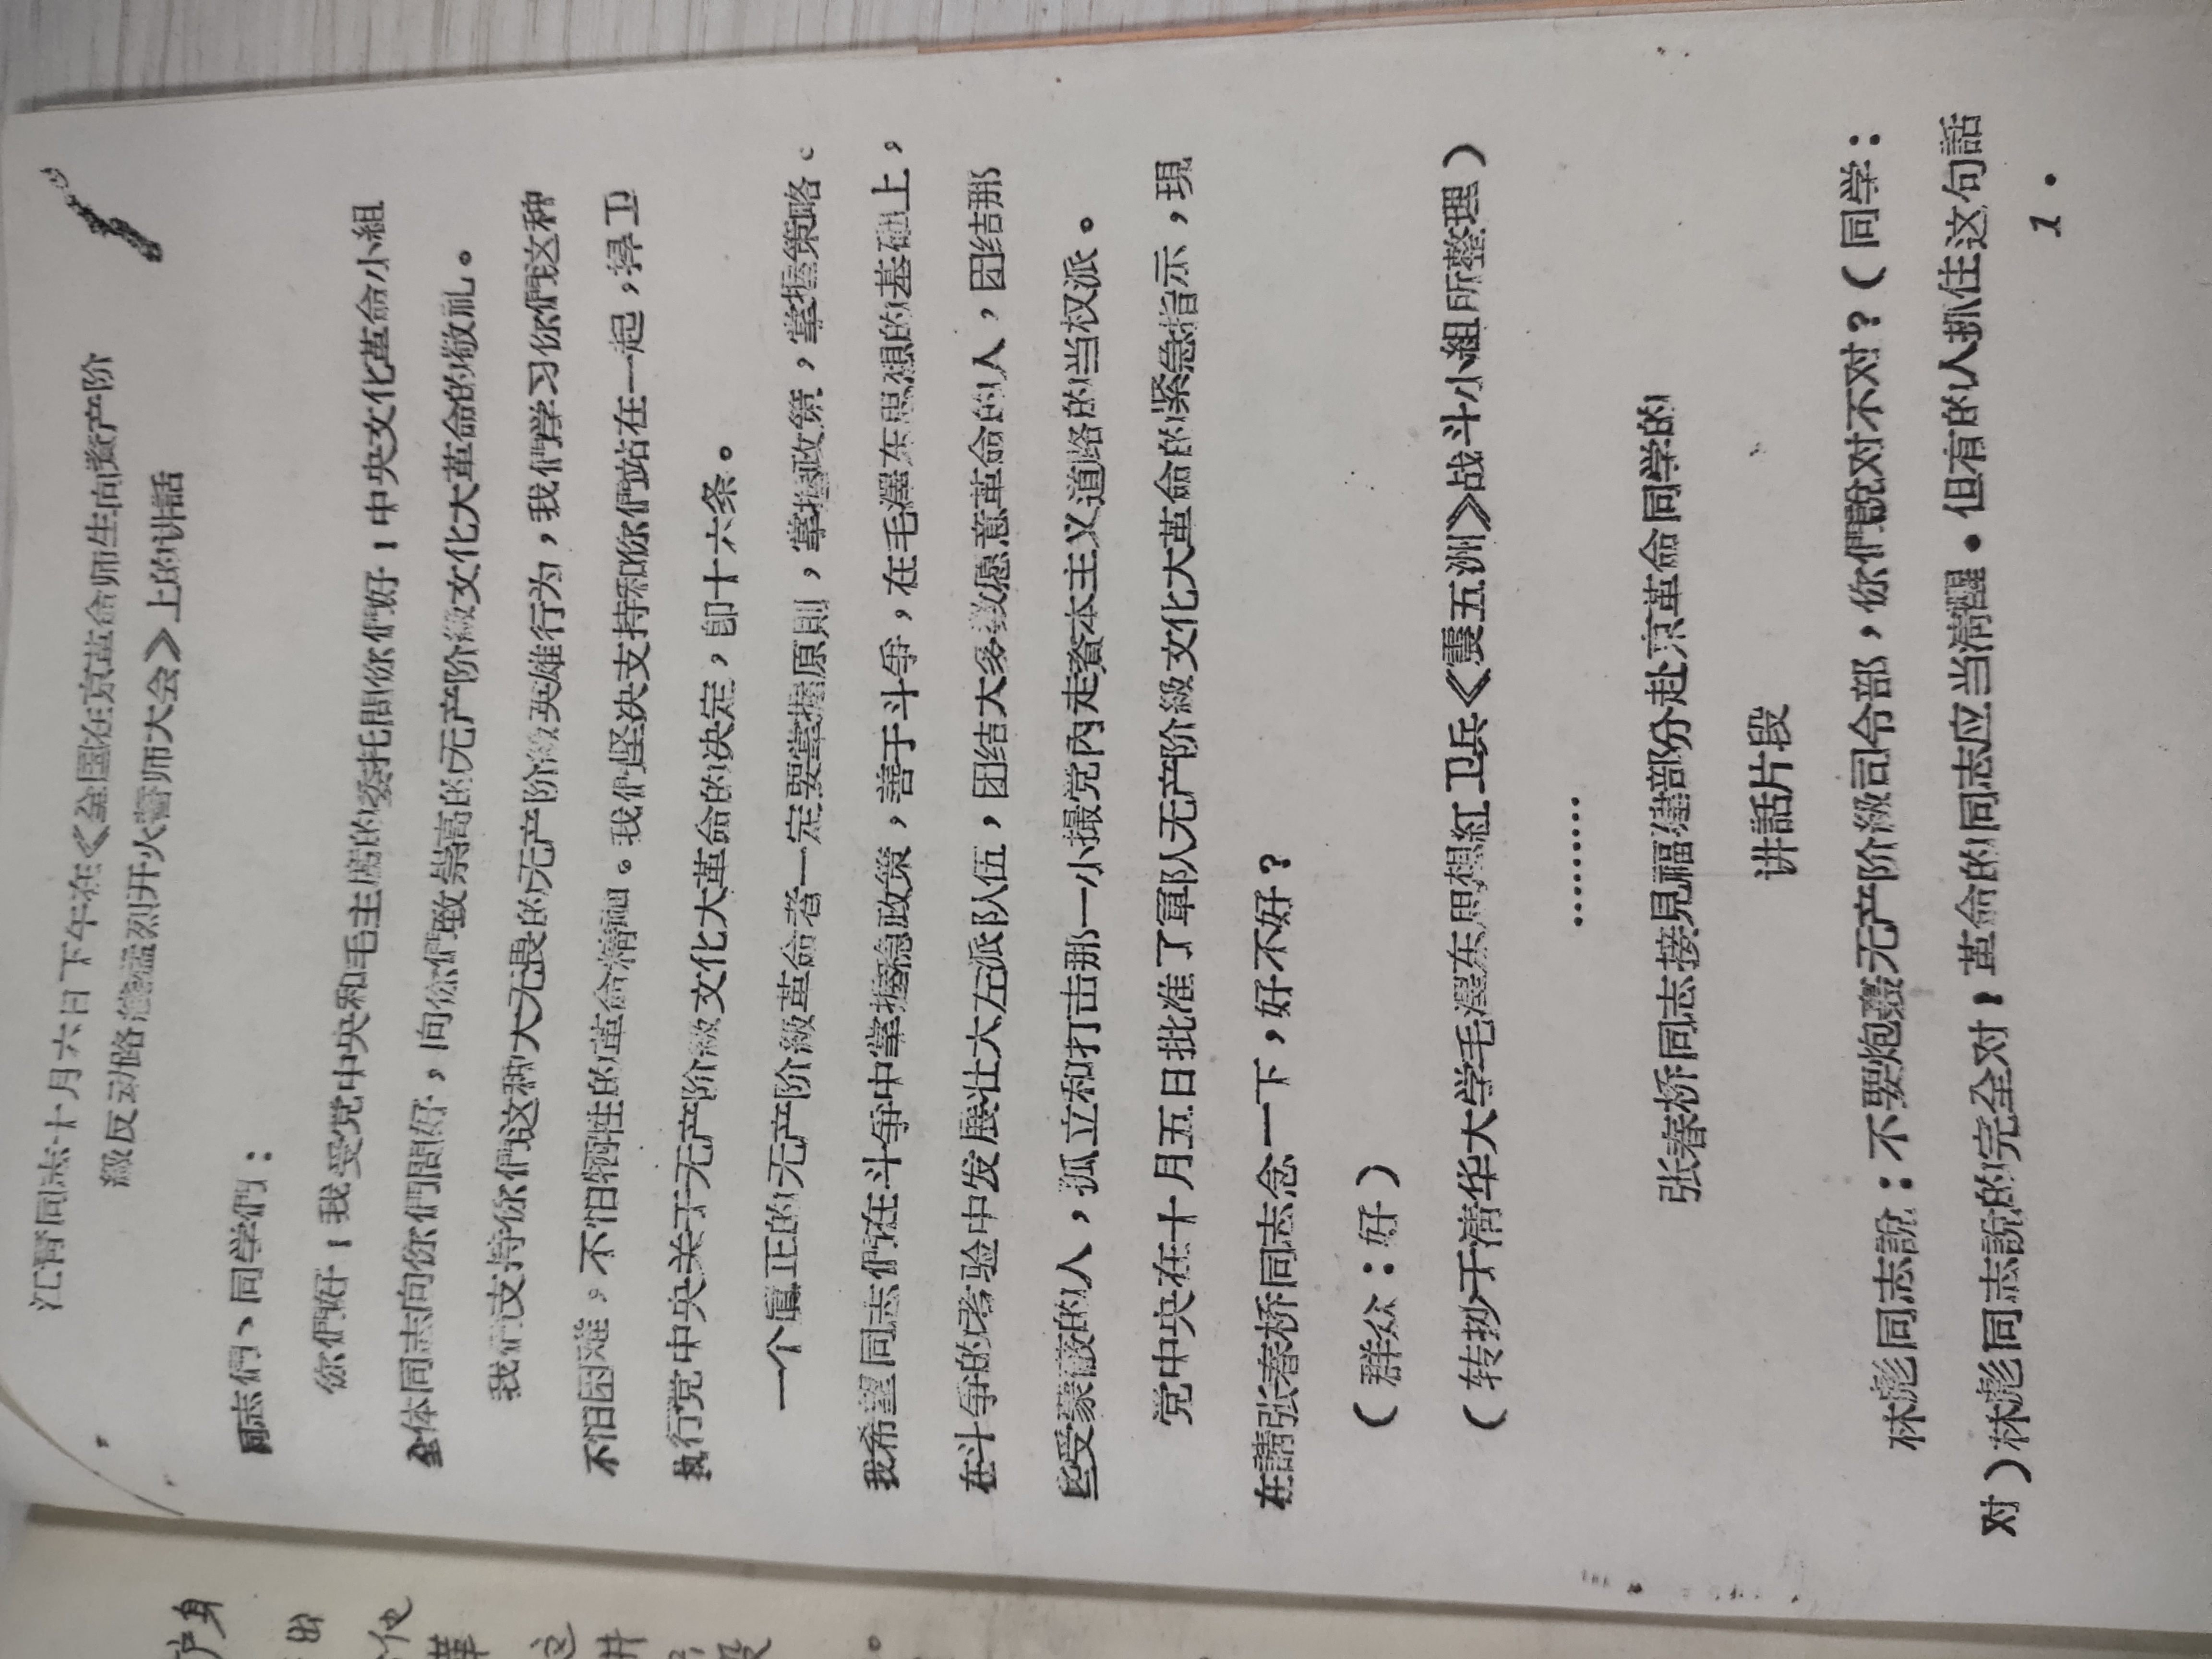 江青同志十月六日下午在《全国在京革命师生向資产阶
級反动路綫猛烈开火誓师大会》上的讲話
同志們、同学們：
你們好！我受党中央和毛主席的委托問你們好！中央文化革命小組
全体同志向你們問好，向你們致崇高的无产阶級文化大革命的敬礼。
我們支持你們这种大无畏的无产阶級英雄行为，我們学习你們这种
不怕困难，不怕牺牲的革命精神。我們坚决支持和你們站在一起，捍卫
执行党中央关于无产阶級文化大革命的决定，即十六条。
一个眞正的无产阶級革命者一定要掌握原則，掌握政策，掌握策略。
我希望同志們在斗爭中掌握稳政策，善于斗爭，在毛澤东思想的基础上，
在斗爭的考验中发展壮大左派队伍，团结大多数愿意革命的人，团结那
些受蒙蔽的人，孤立和打击那一小撮党內走資本主义道路的当权派。
党中央在十月五日批准了軍队无产阶級文化大革命的紧急指示，現
在請张春桥同志念一下，好不好？
（群众：好）
（转抄于清华大学毛澤东思想紅卫兵《震五洲》战斗小組所整理）
………
张春桥同志接見福建部分赴京革命同学的
讲話片段
林彪同志說：不要炮轰无产阶級司令部，你們說对不对？（同学：
对）林彪同志說的完全对！革命的同志应当清醒．但有的人抓住这句話
1．
护身
出
他
革
这
井
段
。